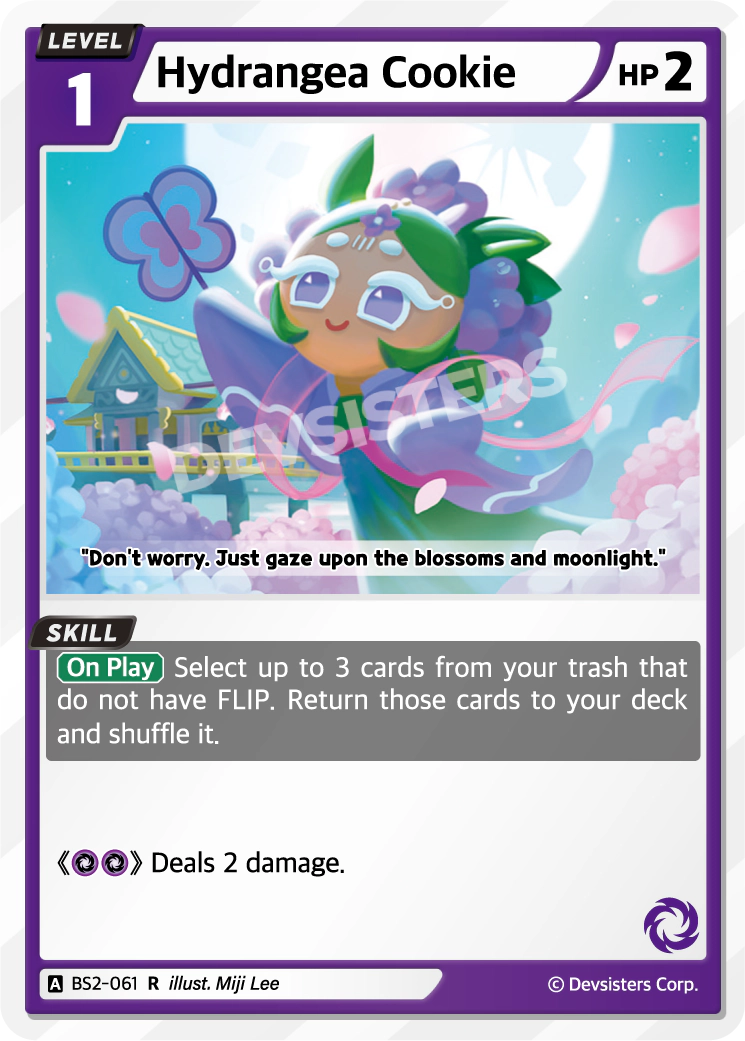 LEVEL
1
Hydrangea Cookie
HP 2
DEVSISTERS
"Don't worry. Just gaze upon the blossoms and moonlight."
SKILL
On Play Select up to 3 cards from your trash that
do not have FLIP. Return those cards to your deck
and shuffle it.
《 》 Deals 2 damage.
A BS2-061 R illust. Miji Lee
© Devsisters Corp.